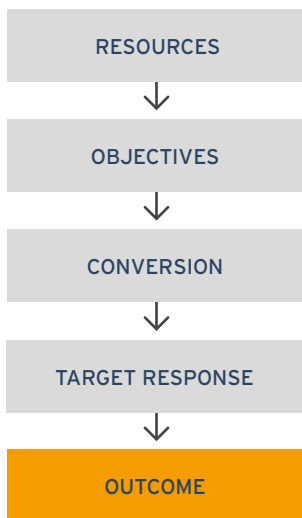 RESOURCES
OBJECTIVES
CONVERSION
TARGET RESPONSE
OUTCOME